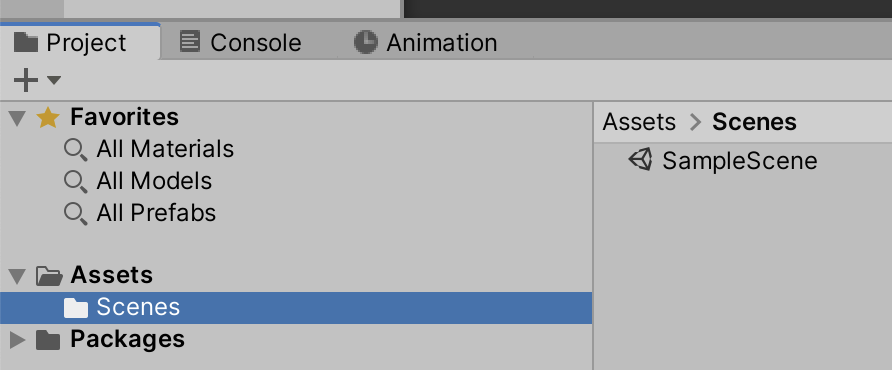 Project Console Animation
Favorites
All Materials
All Models
All Prefabs
Assets
Scenes
Packages
Assets > Scenes
SampleScene